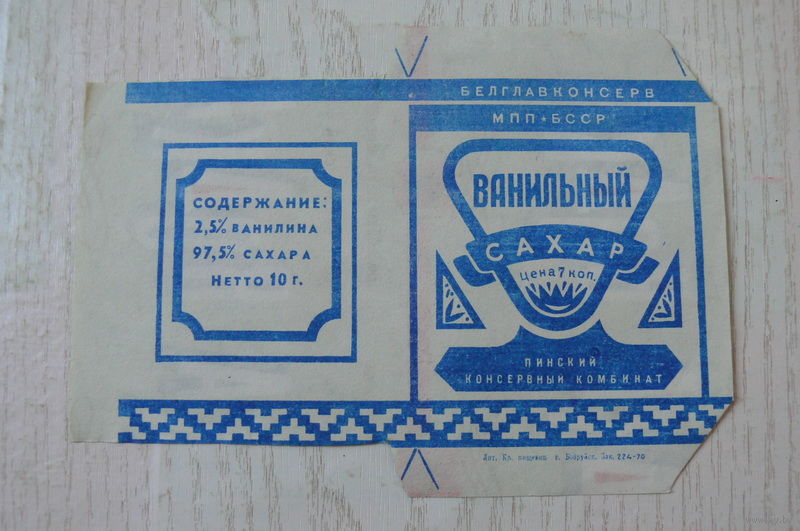 СОДЕРЖАНИЕ:
2,5% ВАНИЛИНА
97,5% САХАРА
НЕТТО 10 г.
БЕЛГЛАВКОНСЕРВ
МПП★БССР
ВАНИЛЬНЫЙ
САХАР
Цена 7 коп.
ПИНСКИЙ
КОНСЕРВНЫЙ КОМБИНАТ
г. Бобруйск. Зак. 224-70